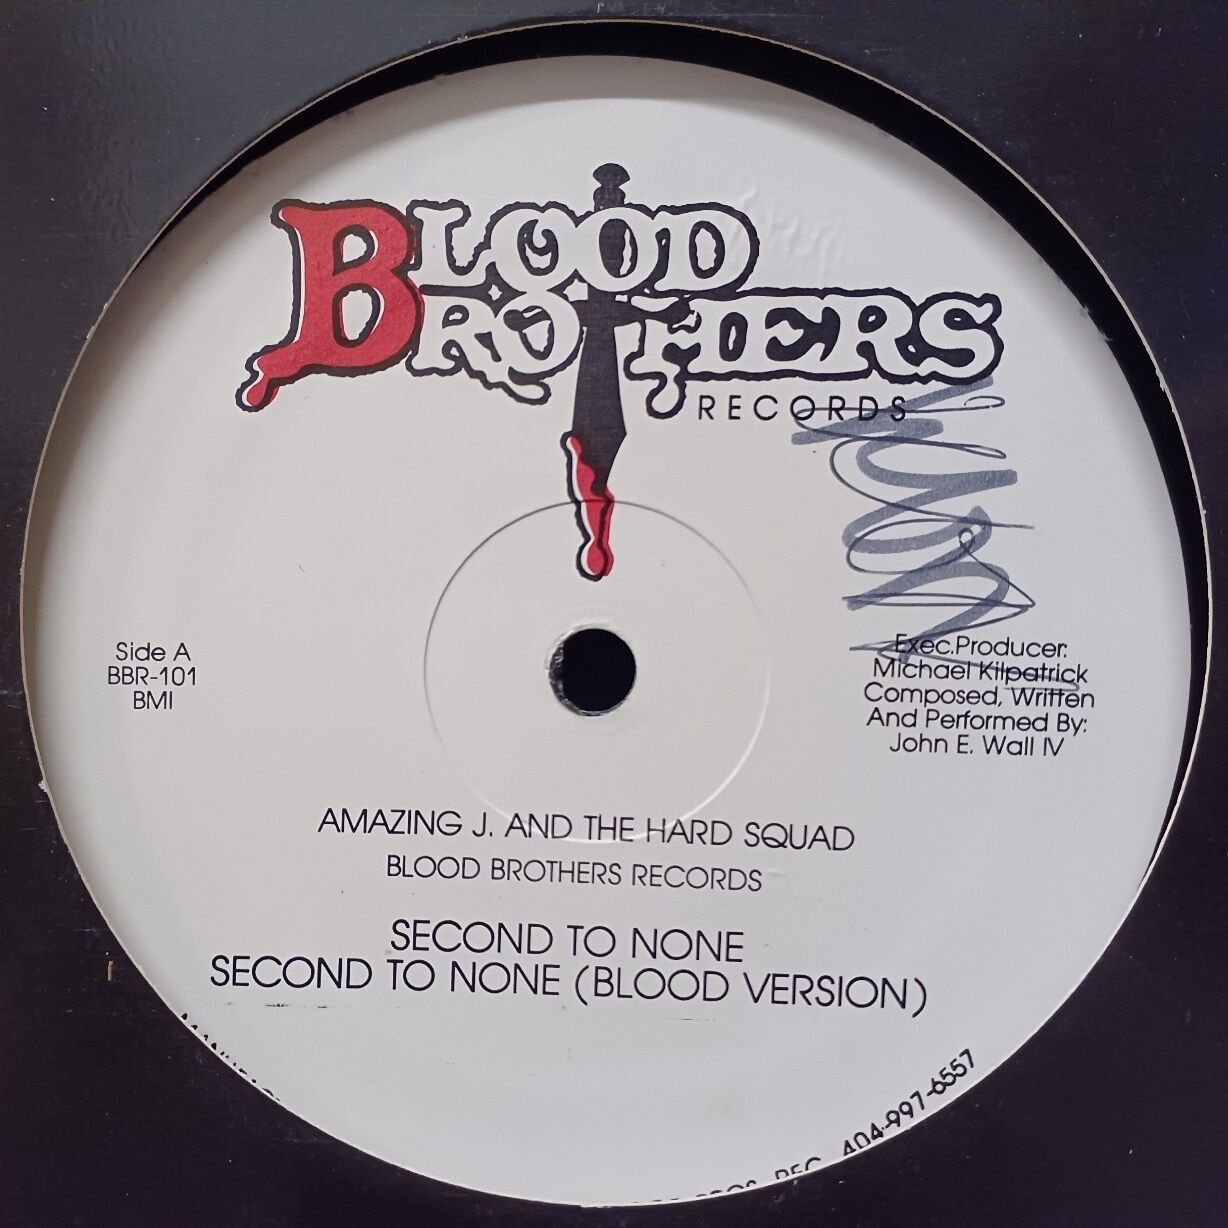 BLOOD
BROTHERS
RECORDS
Side A
BBR-101
BMI
Exec.Producer:
Michael Kilpatrick
Composed, Written
And Performed By:
John E. Wall IV
AMAZING J. AND THE HARD SQUAD
BLOOD BROTHERS RECORDS
SECOND TO NONE
SECOND TO NONE (BLOOD VERSION)
REC. 404-997-6557